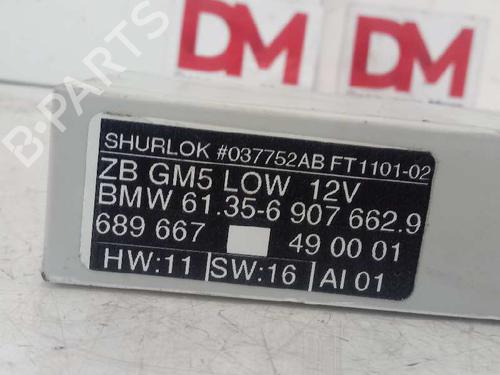 DM DM
B-PARTS
SHURLOK #037752AB FT1101-02
ZB GM5 LOW 12V
BMW 61.35-6 907 662.9
689 667 49 00 01
HW:11 SW:16 AI 01